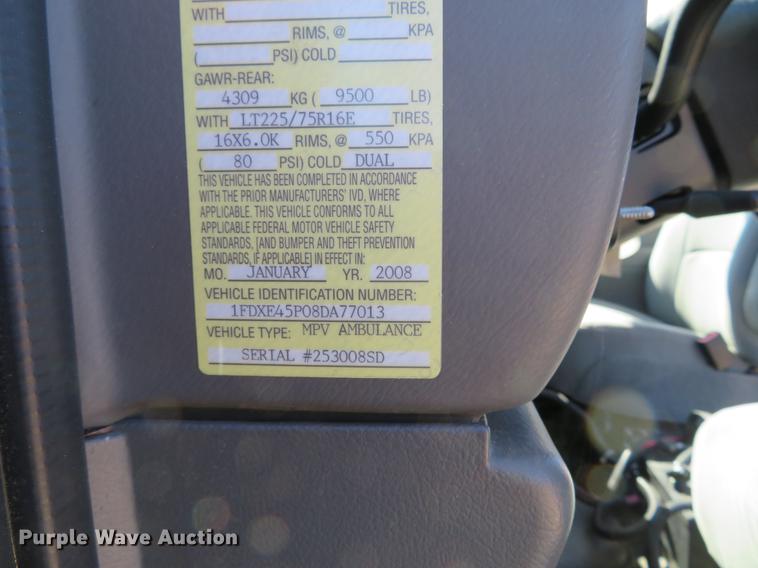 WITH TIRES,
RIMS, @ KPA
( PSI) COLD
GAWR-REAR:
4309 KG ( 9500 LB)
WITH LT225/75R16E TIRES,
16X6.0K RIMS, @ 550 KPA
( 80 PSI) COLD DUAL
THIS VEHICLE HAS BEEN COMPLETED IN ACCORDANCE
WITH THE PRIOR MANUFACTURERS' IVD, WHERE
APPLICABLE. THIS VEHICLE CONFORMS TO ALL
APPLICABLE FEDERAL MOTOR VEHICLE SAFETY
STANDARDS, [AND BUMPER AND THEFT PREVENTION
STANDARDS, IF APPLICABLE] IN EFFECT IN:
MO. JANUARY YR. 2008
VEHICLE IDENTIFICATION NUMBER:
1FDXE45P08DA77013
VEHICLE TYPE: MPV AMBULANCE
SERIAL #253008SD
Purple Wave Auction